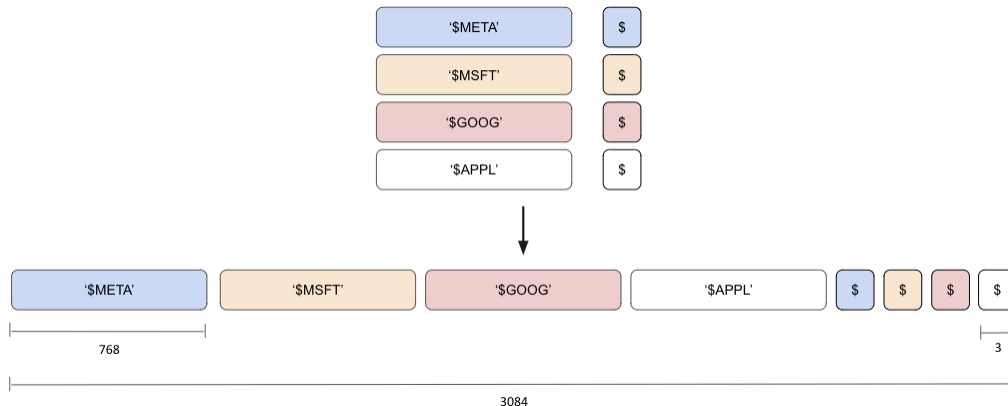 ‘$META’ $
‘$MSFT’ $
‘$GOOG’ $
‘$APPL’ $
‘$META’ ‘$MSFT’ ‘$GOOG’ ‘$APPL’ $ $ $ $
768 3
3084